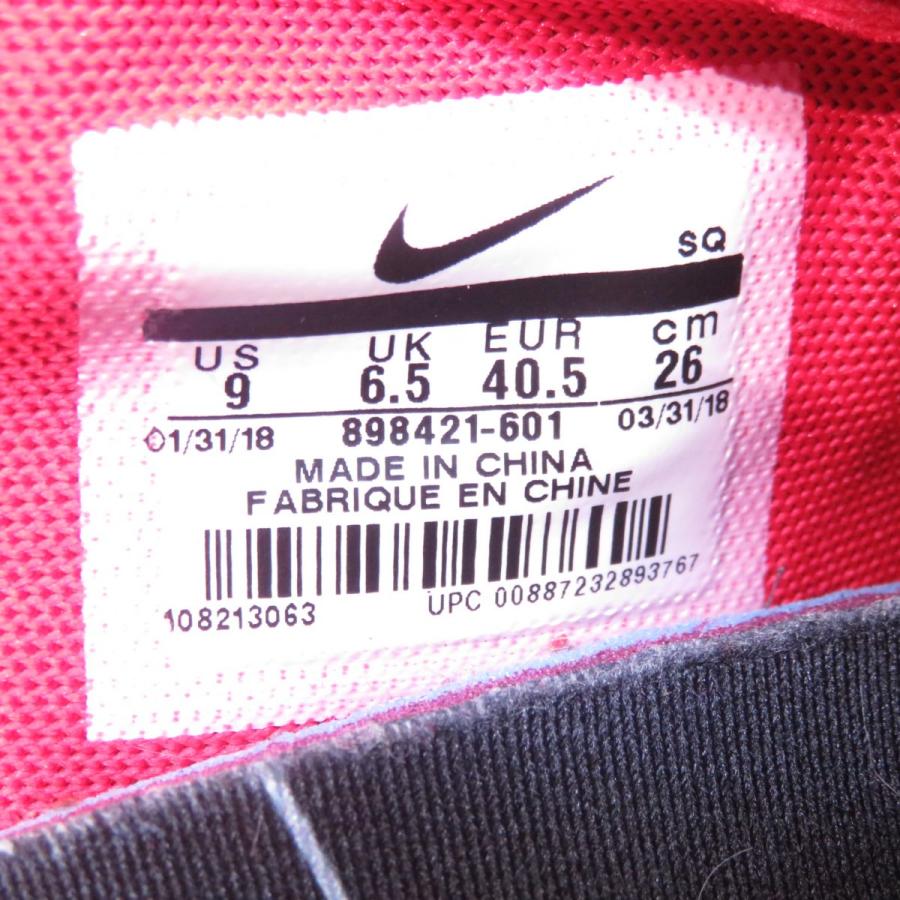 SQ
US UK EUR cm
9 6.5 40.5 26
01/31/18 898421-601 03/31/18
MADE IN CHINA
FABRIQUE EN CHINE
108213063 UPC 00887232893767